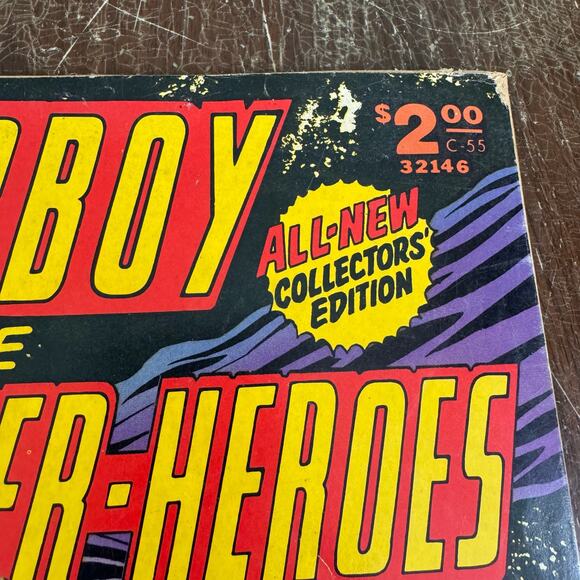 $2.00
C-55
32146
BOY
ALL-NEW
COLLECTORS'
EDITION
ER-HEROES